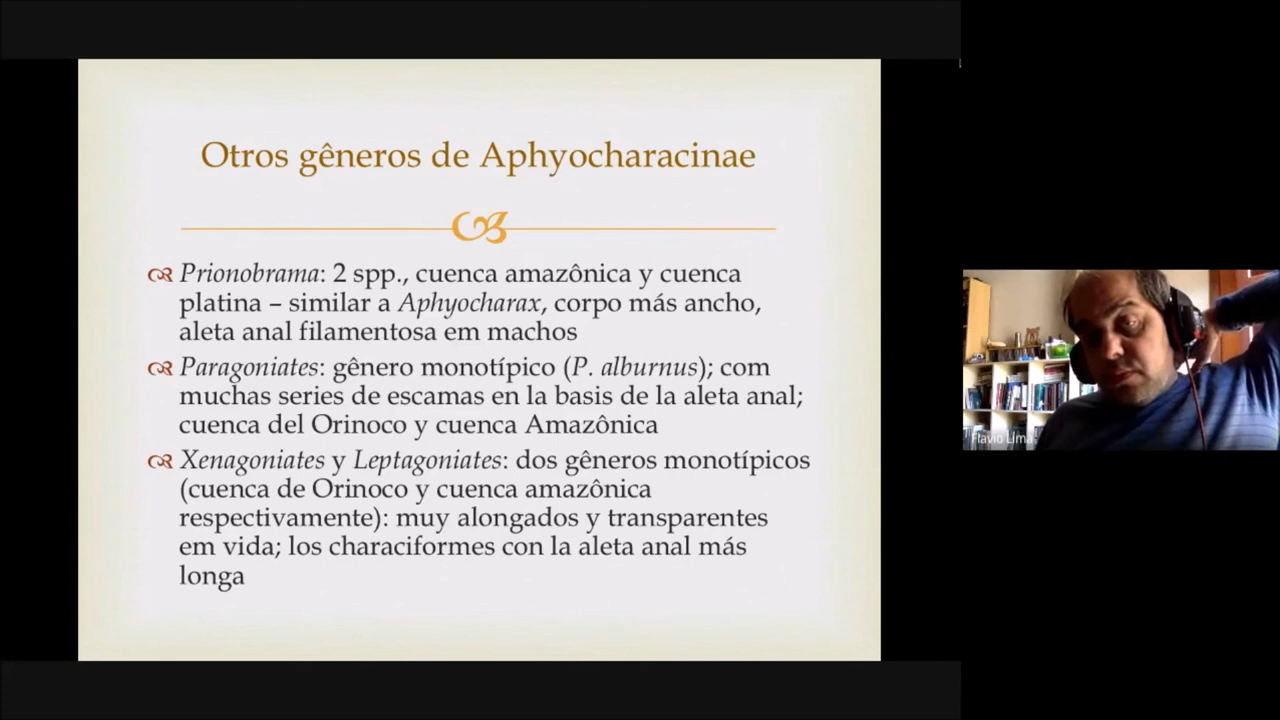 Otros gêneros de Aphyocharacinae
Prionobrama: 2 spp., cuenca amazônica y cuenca
platina – similar a Aphyocharax, corpo más ancho,
aleta anal filamentosa em machos
Paragoniates: gênero monotípico (P. alburnus); com
muchas series de escamas en la basis de la aleta anal;
cuenca del Orinoco y cuenca Amazônica
Xenagoniates y Leptagoniates: dos gêneros monotípicos
(cuenca de Orinoco y cuenca amazônica
respectivamente): muy alongados y transparentes
em vida; los characiformes con la aleta anal más
longa
Flavio Lima